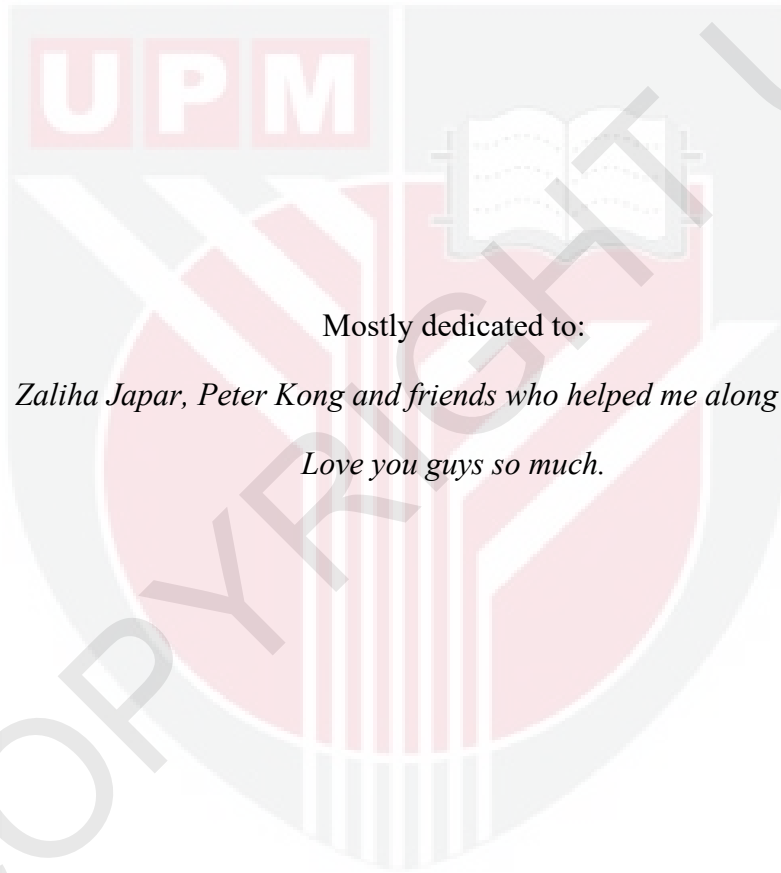 UPM
Mostly dedicated to:
Zaliha Japar, Peter Kong and friends who helped me along
Love you guys so much.
COPYRIGHT U